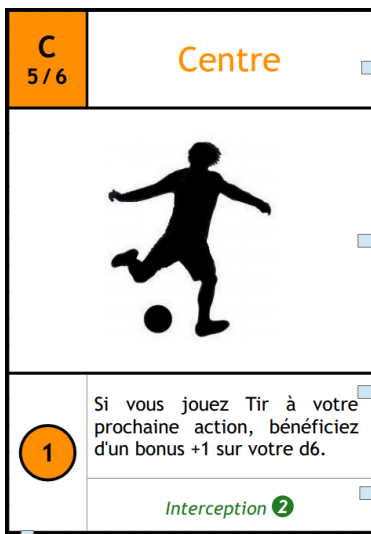 C
5/6
Centre
1
Si vous jouez Tir à votre
prochaine action, bénéficiez
d'un bonus +1 sur votre d6.
Interception 2